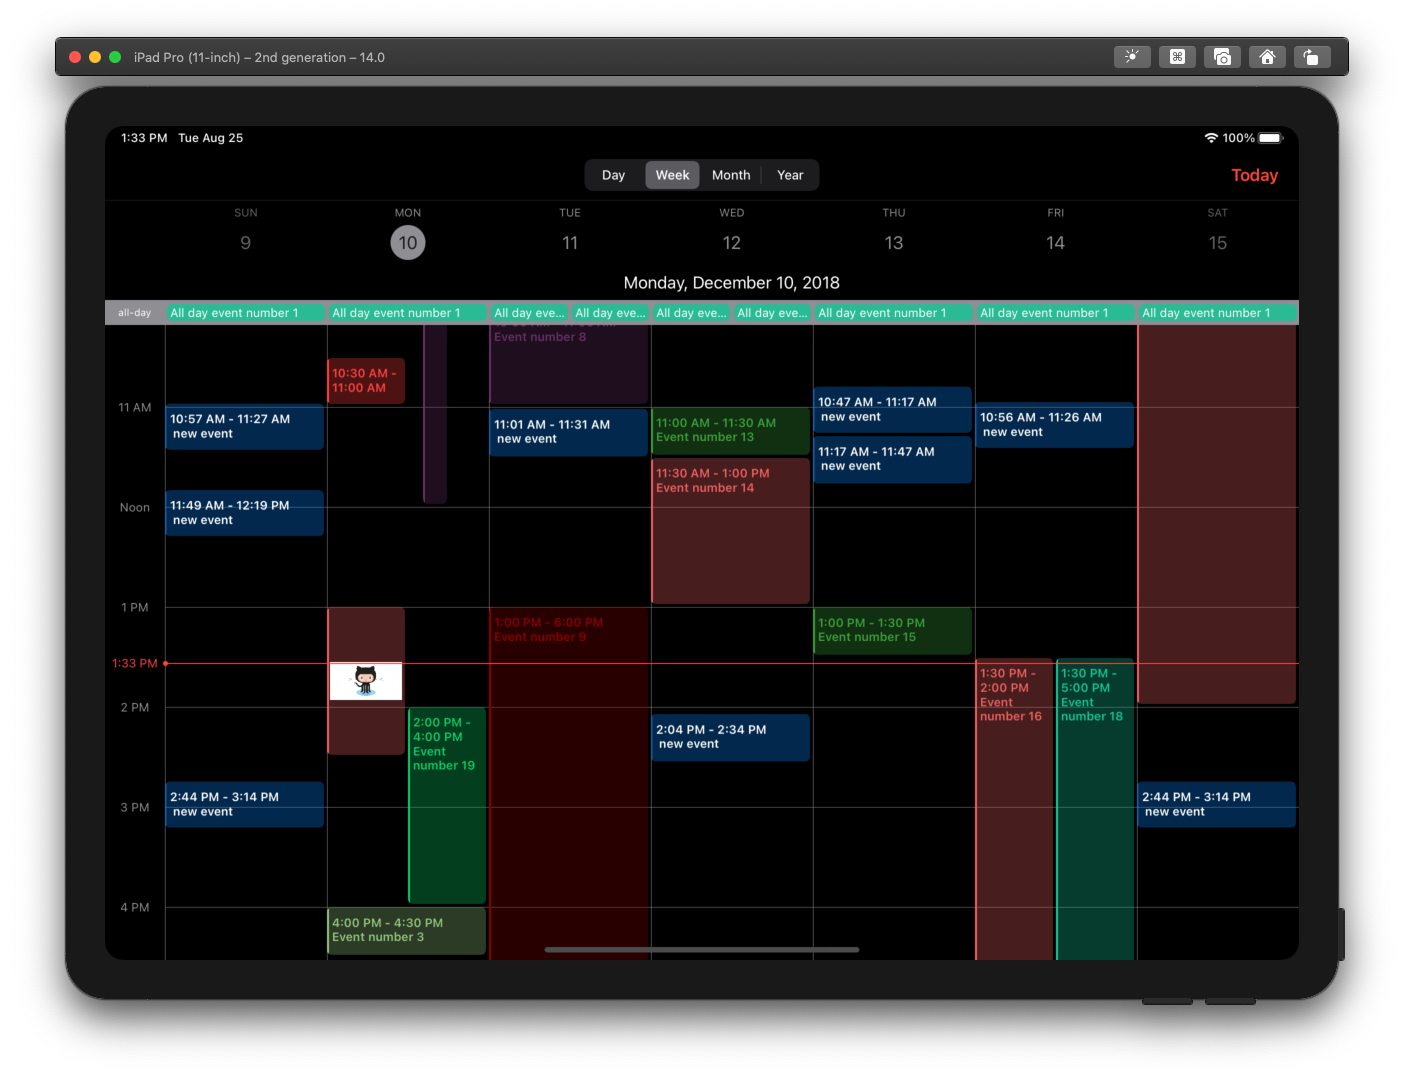 iPad Pro (11-inch) – 2nd generation – 14.0
1:33 PM Tue Aug 25
100%
Day Week Month Year
Today
SUN MON TUE WED THU FRI SAT
9 10 11 12 13 14 15
Monday, December 10, 2018
all-day
All day event number 1
All day event number 1
All day eve...
All day eve...
All day eve...
All day eve...
All day event number 1
All day event number 1
All day event number 1
11 AM
Noon
1 PM
1:33 PM
2 PM
3 PM
4 PM
10:57 AM - 11:27 AM
new event
11:49 AM - 12:19 PM
new event
2:44 PM - 3:14 PM
new event
10:30 AM -
11:00 AM
2:00 PM -
4:00 PM
Event
number 19
4:00 PM - 4:30 PM
Event number 3
Event number 8
11:01 AM - 11:31 AM
new event
1:00 PM - 6:00 PM
Event number 9
11:00 AM - 11:30 AM
Event number 13
11:30 AM - 1:00 PM
Event number 14
2:04 PM - 2:34 PM
new event
10:47 AM - 11:17 AM
new event
11:17 AM - 11:47 AM
new event
1:00 PM - 1:30 PM
Event number 15
10:56 AM - 11:26 AM
new event
1:30 PM -
2:00 PM
Event
number 16
1:30 PM -
5:00 PM
Event
number 18
2:44 PM - 3:14 PM
new event